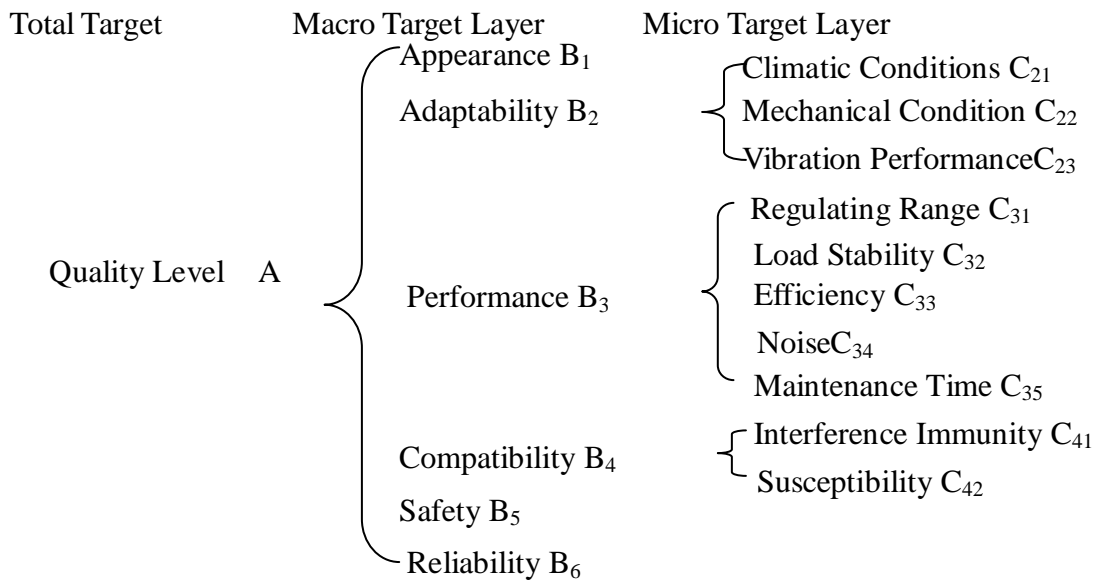 Total Target Macro Target Layer Micro Target Layer
Appearance B₁
Climatic Conditions C₂₁
Adaptability B₂
Mechanical Condition C₂₂
Vibration PerformanceC₂₃
Regulating Range C₃₁
Load Stability C₃₂
Quality Level A
Performance B₃
Efficiency C₃₃
NoiseC₃₄
Maintenance Time C₃₅
Interference Immunity C₄₁
Compatibility B₄
Susceptibility C₄₂
Safety B₅
Reliability B₆